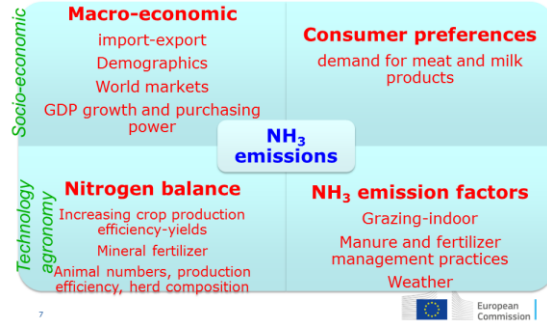 Socio-economic
Macro-economic
import-export
Demographics
World markets
GDP growth and purchasing
power
Consumer preferences
demand for meat and milk
products
NH₃
emissions
Technology
agronomy
Nitrogen balance
Increasing crop production
efficiency-yields
Mineral fertilizer
Animal numbers, production
efficiency, herd composition
NH₃ emission factors
Grazing-indoor
Manure and fertilizer
management practices
Weather
7
European
Commission